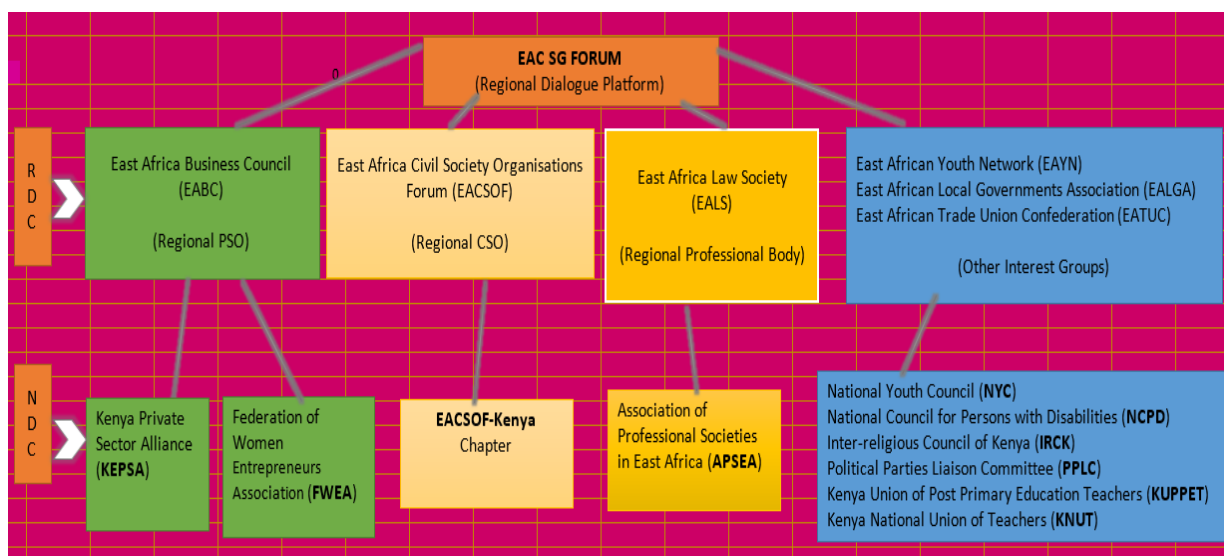 EAC SG FORUM
(Regional Dialogue Platform)
0
R
D
C
East Africa Business Council
(EABC)
(Regional PSO)
East Africa Civil Society Organisations
Forum (EACSOF)
(Regional CSO)
East Africa Law Society
(EALS)
(Regional Professional Body)
East African Youth Network (EAYN)
East African Local Governments Association (EALGA)
East African Trade Union Confederation (EATUC)
(Other Interest Groups)
N
D
C
Kenya Private
Sector Alliance
(KEPSA)
Federation of
Women
Entrepreneurs
Association (FWEA)
EACSOF-Kenya
Chapter
Association of
Professional Societies
in East Africa (APSEA)
National Youth Council (NYC)
National Council for Persons with Disabilities (NCPD)
Inter-religious Council of Kenya (IRCK)
Political Parties Liaison Committee (PPLC)
Kenya Union of Post Primary Education Teachers (KUPPET)
Kenya National Union of Teachers (KNUT)